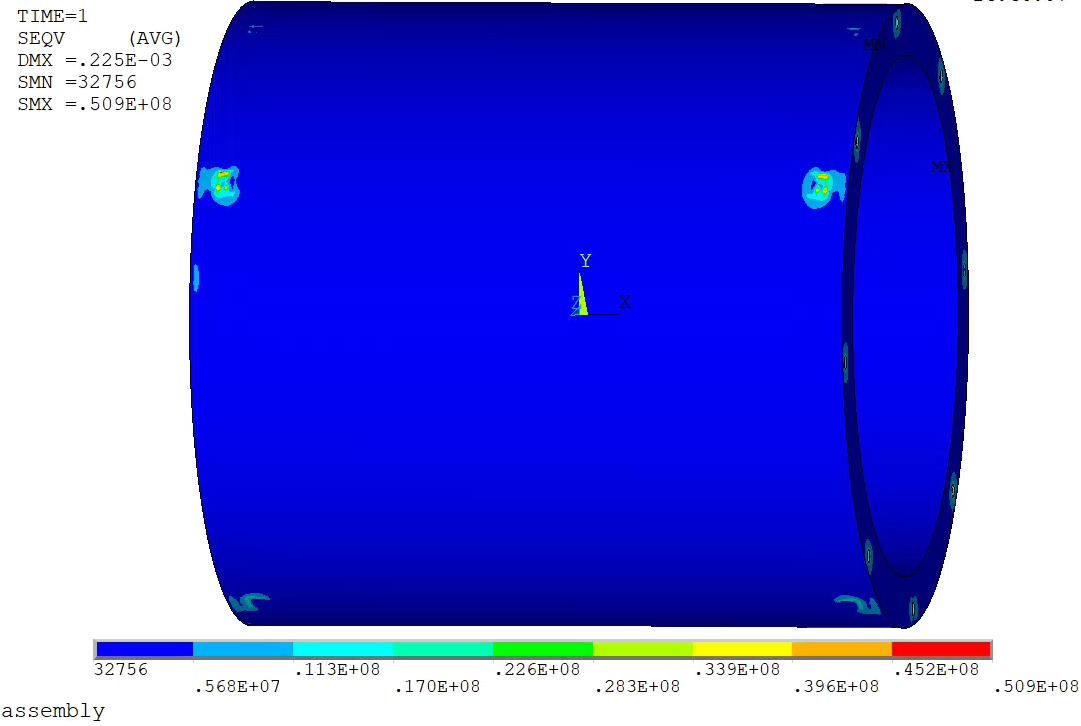 TIME=1
SEQV (AVG)
DMX =.225E-03
SMN =32756
SMX =.509E+08
MN
MX
Y
Z
X
32756 .113E+08 .226E+08 .339E+08 .452E+08
.568E+07 .170E+08 .283E+08 .396E+08 .509E+08
assembly